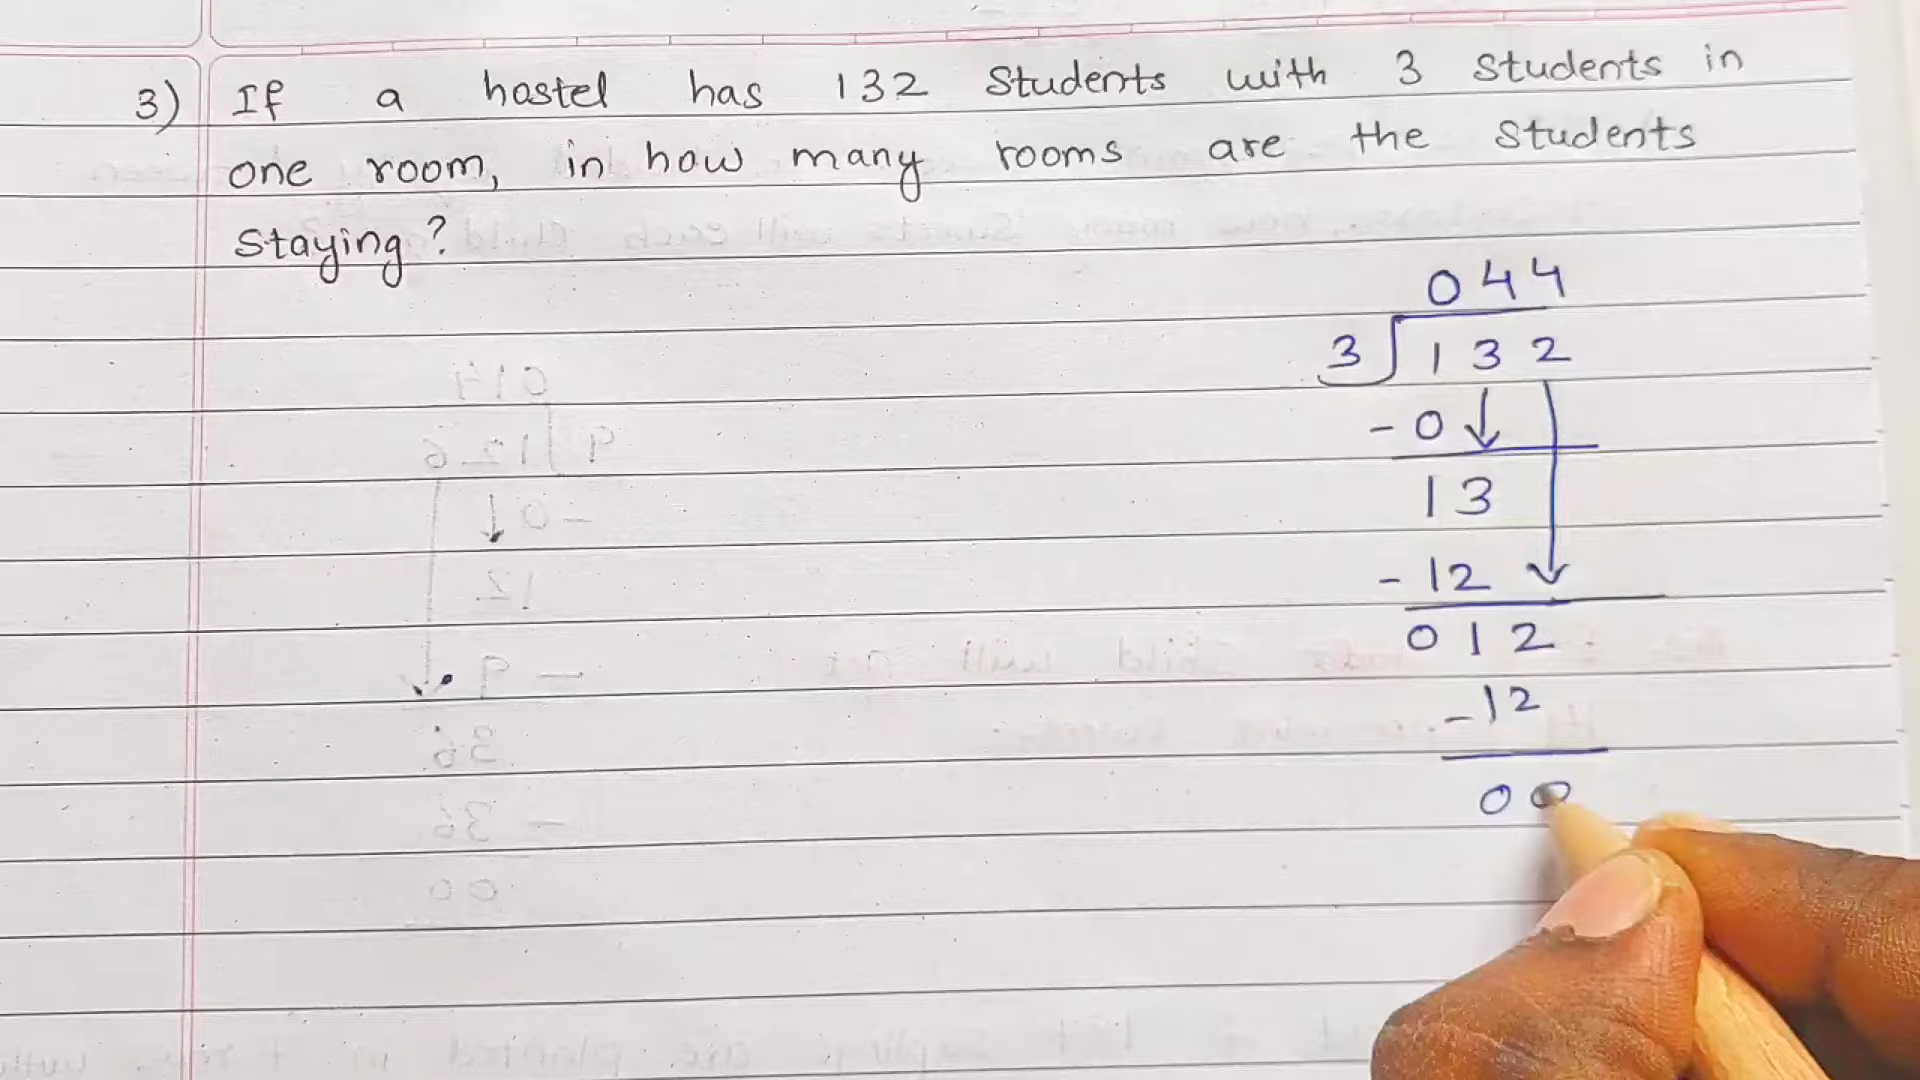 3) If a hostel has 132 Students with 3 students in
one room, in how many rooms are the students
staying?
044
3 132
- 0
13
- 12
012
- 12
00